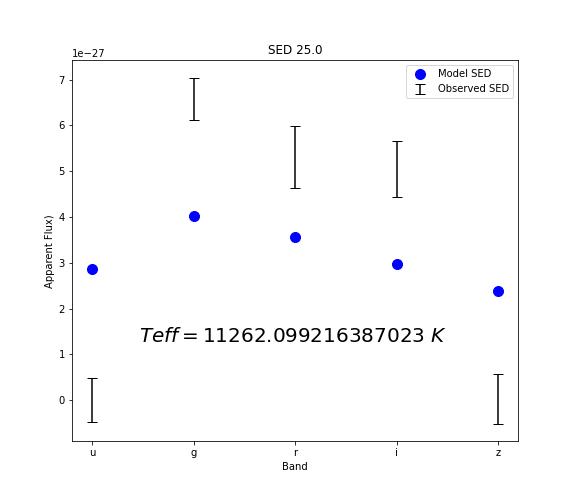 SED 25.0
1e−27
Model SED
Observed SED
7
6
5
4
3
2
1
0
Apparent Flux)
Teff = 11262.099216387023 K
u g r i z
Band